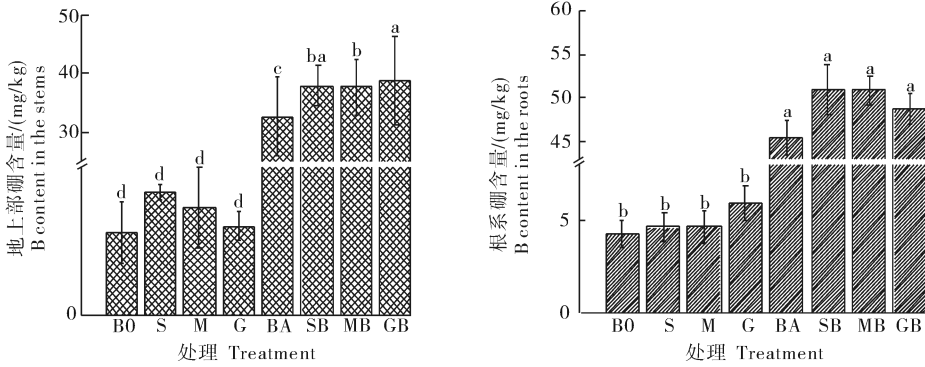 地上部硼含量/(mg/kg)
B content in the stems
50
40
30
5
0
d
d
d
d
c
ba
b
a
B0
S
M
G
BA
SB
MB
GB
处理 Treatment
根系硼含量/(mg/kg)
B content in the roots
60
55
50
45
5
0
b
b
b
b
a
a
a
a
B0
S
M
G
BA
SB
MB
GB
处理 Treatment